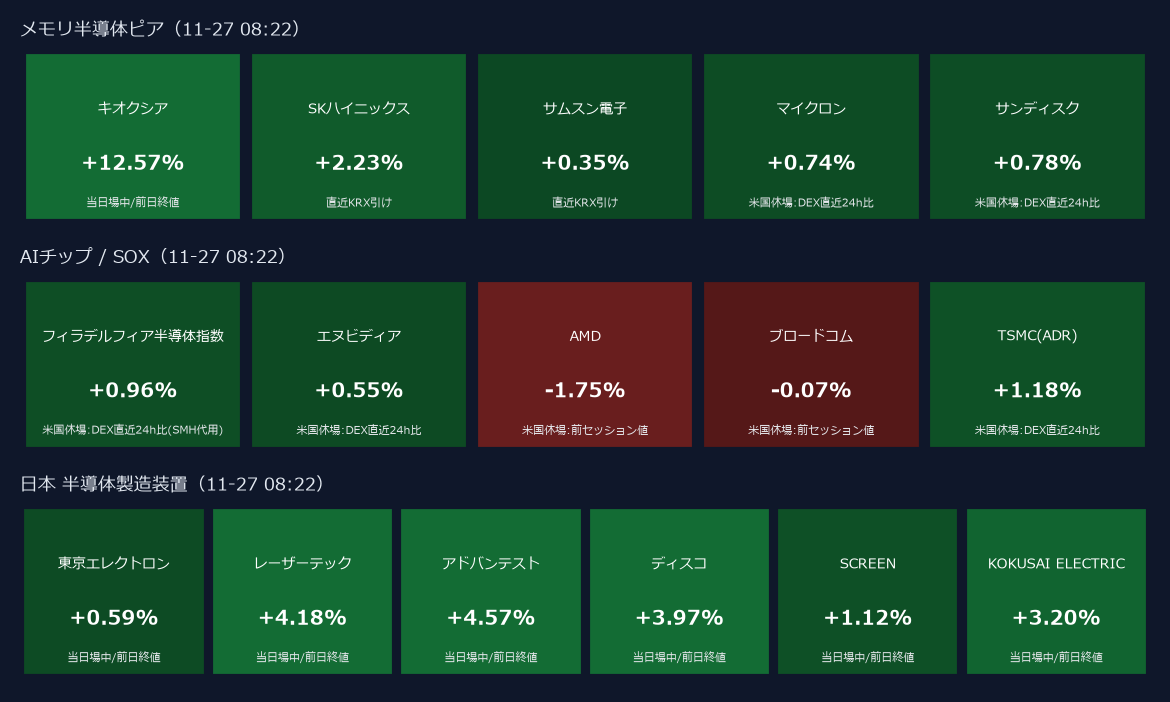 メモリ半導体ピア（11-27 08:22）
キオクシア
+12.57%
当日場中/前日終値
SKハイニックス
+2.23%
直近KRX引け
サムスン電子
+0.35%
直近KRX引け
マイクロン
+0.74%
米国休場:DEX直近24h比
サンディスク
+0.78%
米国休場:DEX直近24h比
AIチップ / SOX（11-27 08:22）
フィラデルフィア半導体指数
+0.96%
米国休場:DEX直近24h比(SMH代用)
エヌビディア
+0.55%
米国休場:DEX直近24h比
AMD
-1.75%
米国休場:前セッション値
ブロードコム
-0.07%
米国休場:前セッション値
TSMC(ADR)
+1.18%
米国休場:DEX直近24h比
日本 半導体製造装置（11-27 08:22）
東京エレクトロン
+0.59%
当日場中/前日終値
レーザーテック
+4.18%
当日場中/前日終値
アドバンテスト
+4.57%
当日場中/前日終値
ディスコ
+3.97%
当日場中/前日終値
SCREEN
+1.12%
当日場中/前日終値
KOKUSAI ELECTRIC
+3.20%
当日場中/前日終値